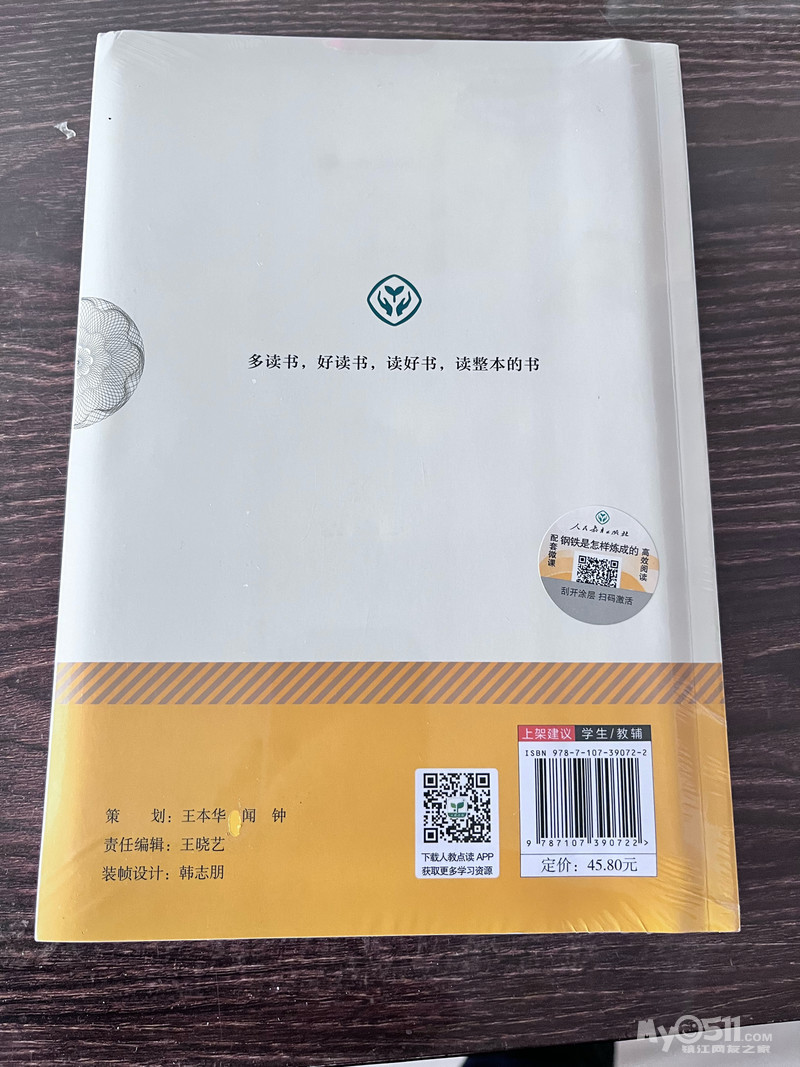 多读书，好读书，读好书，读整本的书
人民教育出版社
钢铁是怎样炼成的
配套微课
高效阅读
刮开涂层 扫码激活
上架建议 学生/教辅
ISBN 978-7-107-39072-2
9 787107 390722 >
定价：45.80元
下载人教点读 APP
获取更多学习资源
策 划：王本华 闻 钟
责任编辑：王晓艺
装帧设计：韩志朋
My0511.COM
镇江网友之家